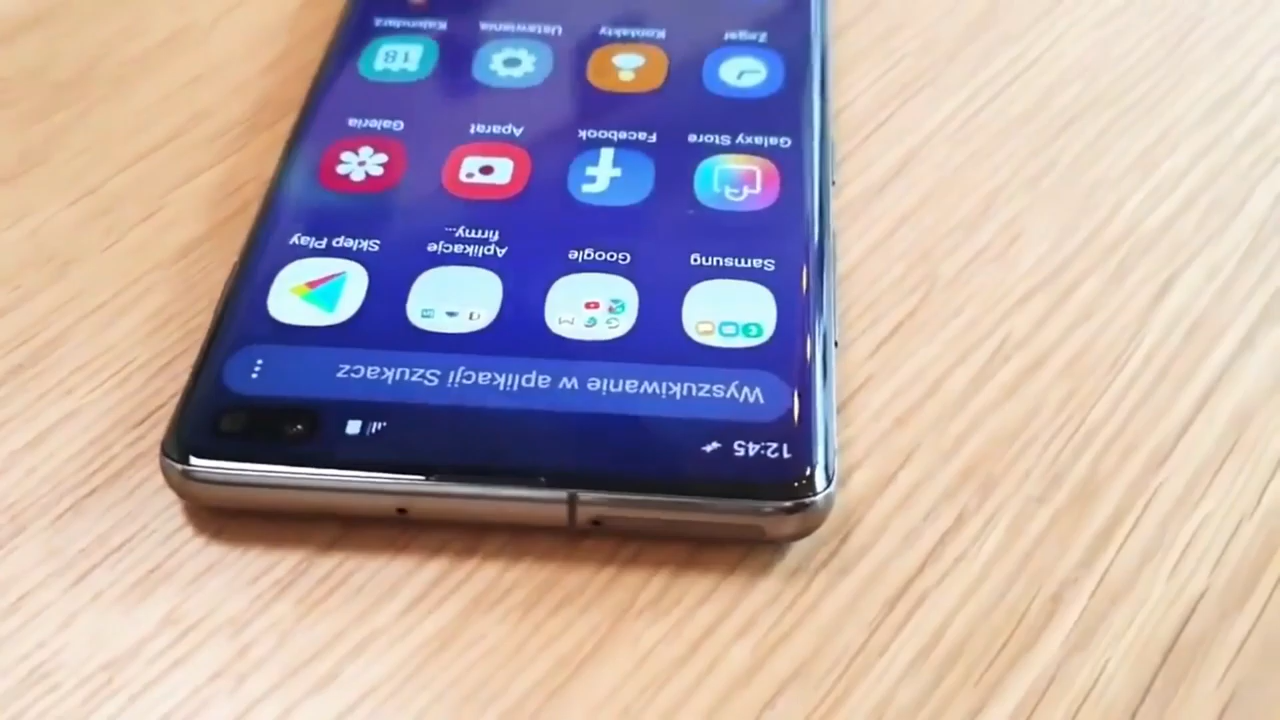 12:45
Wyszukiwanie w aplikacji Szukacz
Samsung
Google
Aplikacje
firmy...
Sklep Play
Galaxy Store
Facebook
Aparat
Galeria
Zegar
Kontakty
Ustawienia
18
Kalendarz